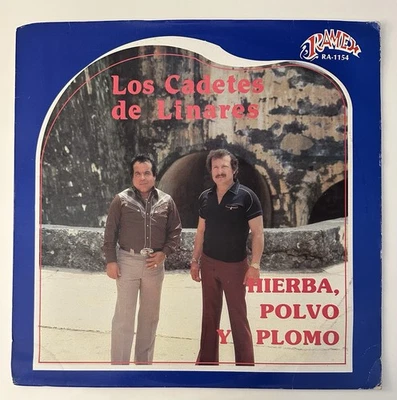 RAMEX
RA-1154
Los Cadetes
de Linares
HIERBA,
POLVO
Y PLOMO